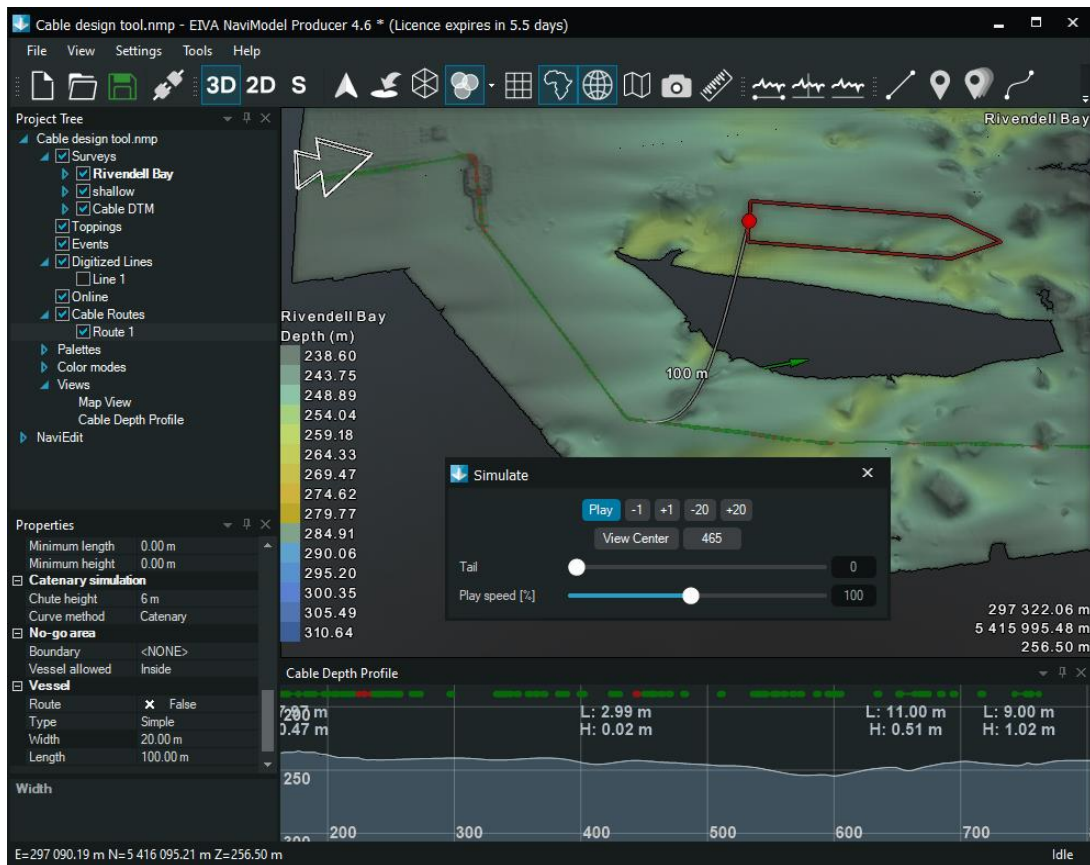 Cable design tool.nmp - EIVA NaviModel Producer 4.6 * (Licence expires in 5.5 days)
File View Settings Tools Help
3D 2D S
Project Tree
Cable design tool.nmp
Surveys
Rivendell Bay
shallow
Cable DTM
Toppings
Events
Digitized Lines
Line 1
Online
Cable Routes
Route 1
Palettes
Color modes
Views
Map View
Cable Depth Profile
NaviEdit
Rivendell Bay
Rivendell Bay
Depth (m)
238.60
243.75
248.89
254.04
259.18
264.33
269.47
274.62
279.77
284.91
290.06
295.20
300.35
305.49
310.64
100 m
Simulate
Play -1 +1 -20 +20
View Center 465
Tail 0
Play speed [%] 100
297 322.06 m
5 415 995.48 m
256.50 m
Properties
Minimum length 0.00 m
Minimum height 0.00 m
Catenary simulation
Chute height 6 m
Curve method Catenary
No-go area
Boundary <NONE>
Vessel allowed Inside
Vessel
Route False
Type Simple
Width 20.00 m
Length 100.00 m
Width
Cable Depth Profile
200 m L: 2.99 m L: 11.00 m L: 9.00 m
0.47 m H: 0.02 m H: 0.51 m H: 1.02 m
250
200 300 400 500 600 700
E=297 090.19 m N=5 416 095.21 m Z=256.50 m Idle